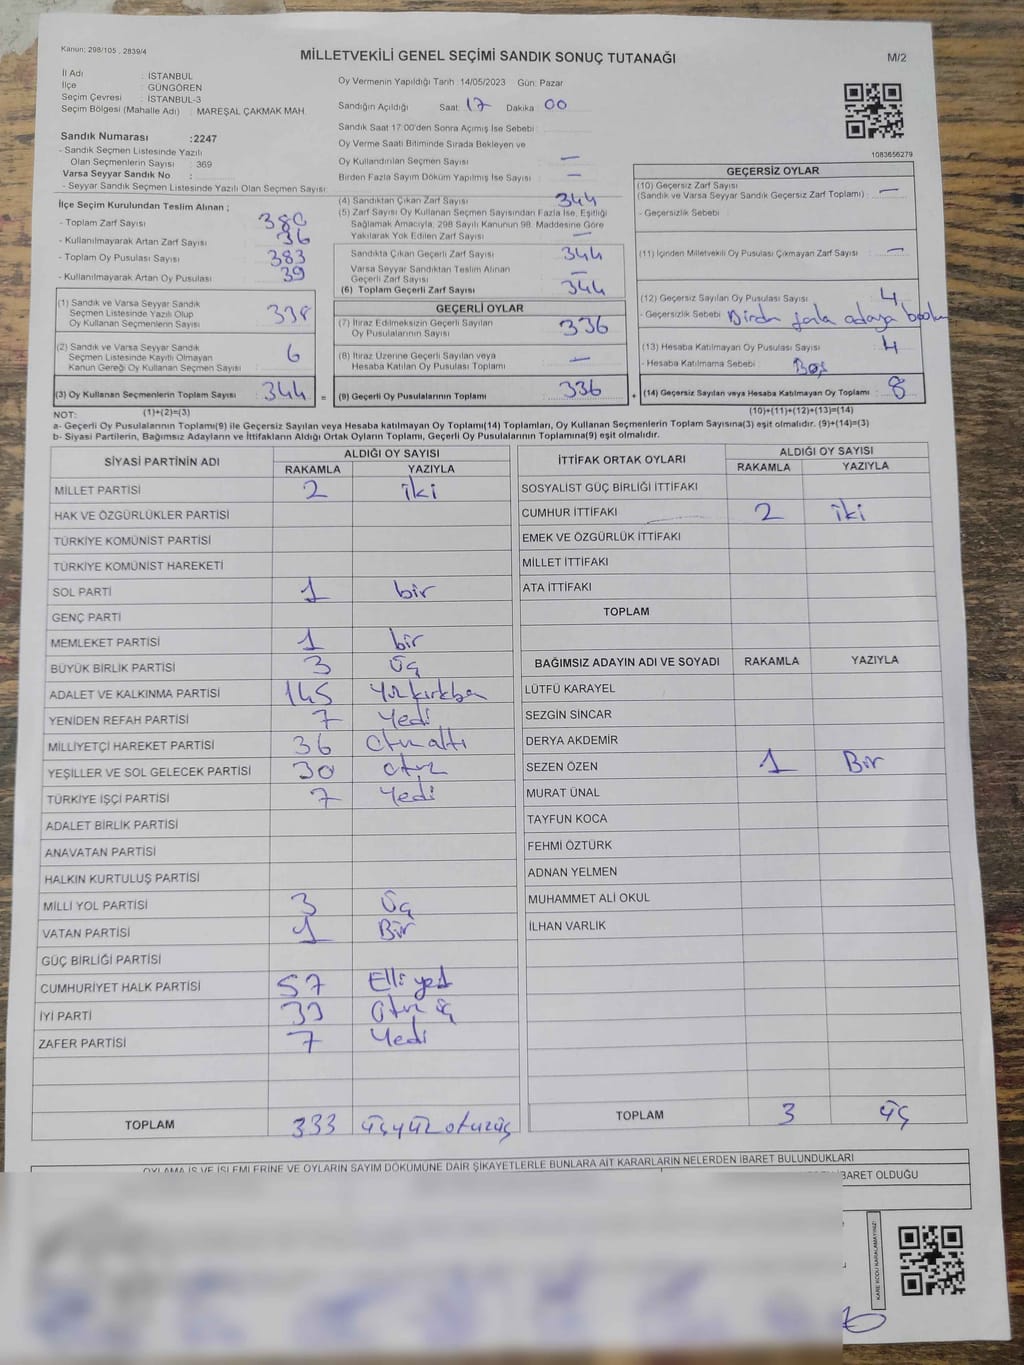 Kanun: 298/105 , 2839/4
MİLLETVEKİLİ GENEL SEÇİMİ SANDIK SONUÇ TUTANAĞI
M/2
İl Adı : İSTANBUL
İlçe : GÜNGÖREN
Seçim Çevresi : İSTANBUL-3
Seçim Bölgesi (Mahalle Adı) : MAREŞAL ÇAKMAK MAH.
Sandık Numarası :2247
- Sandık Seçmen Listesinde Yazılı
Olan Seçmenlerin Sayısı : 369
Varsa Seyyar Sandık No :
- Seyyar Sandık Seçmen Listesinde Yazılı Olan Seçmen Sayısı:
Oy Vermenin Yapıldığı Tarih :14/05/2023 Gün: Pazar
Sandığın Açıldığı Saat: 17 Dakika: 00
Sandık Saat 17:00'den Sonra Açımış İse Sebebi :
Oy Verme Saati Bitiminde Sırada Bekleyen ve
Oy Kullandırılan Seçmen Sayısı : —
Birden Fazla Sayım Döküm Yapılmış İse Sayısı : —
1083656279
İlçe Seçim Kurulundan Teslim Alınan ;
- Toplam Zarf Sayısı 380
- Kullanılmayarak Artan Zarf Sayısı 36
- Toplam Oy Pusulası Sayısı 383
- Kullanılmayarak Artan Oy Pusulası 39
(1) Sandık ve Varsa Seyyar Sandık
Seçmen Listesinde Yazılı Olup
Oy Kullanan Seçmenlerin Sayısı 338
(2) Sandık ve Varsa Seyyar Sandık
Seçmen Listesinde Kayıtlı Olmayan
Kanun Gereği Oy Kullanan Seçmen Sayısı : 6
(3) Oy Kullanan Seçmenlerin Toplam Sayısı : 344 =
(4) Sandıktan Çıkan Zarf Sayısı : 344
(5) Zarf Sayısı Oy Kullanan Seçmen Sayısından Fazla İse, Eşitliği
Sağlamak Amacıyla, 298 Sayılı Kanunun 98. Maddesine Göre
Yakılarak Yok Edilen Zarf Sayısı : —
Sandıkta Çıkan Geçerli Zarf Sayısı : 344
Varsa Seyyar Sandıktan Teslim Alınan
Geçerli Zarf Sayısı : —
(6) Toplam Geçerli Zarf Sayısı : 344
GEÇERLİ OYLAR
(7) İtiraz Edilmeksizin Geçerli Sayılan
Oy Pusulalarının Sayısı : 336
(8) İtiraz Üzerine Geçerli Sayılan veya
Hesaba Katılan Oy Pusulası Toplamı : —
(9) Geçerli Oy Pusulalarının Toplamı : 336 +
GEÇERSİZ OYLAR
(10) Geçersiz Zarf Sayısı
(Sandık ve Varsa Seyyar Sandık Geçersiz Zarf Toplamı) : —
- Geçersizlik Sebebi :
(11) İçinden Milletvekili Oy Pusulası Çıkmayan Zarf Sayısı : —
(12) Geçersiz Sayılan Oy Pusulası Sayısı : 4
- Geçersizlik Sebebi :
(13) Hesaba Katılmayan Oy Pusulası Sayısı : 4
- Hesaba Katılmama Sebebi : Boş
(14) Geçersiz Sayılan veya Hesaba Katılmayan Oy Toplamı : 8
NOT: (1)+(2)=(3) (10)+(11)+(12)+(13)=(14)
a- Geçerli Oy Pusulasının Toplamı(9) ile Geçersiz Sayılan veya Hesaba Katılmayan Oy Toplamı(14) Toplamları, Oy Kullanan Seçmenlerin Toplam Sayısına(3) eşit olmalıdır. (9)+(14)=(3)
b- Siyasi Partilerin, Bağımsız Adayların ve İttifakların Aldığı Ortak Oyların Toplamı, Geçerli Oy Pusulalarının Toplamına(9) eşit olmalıdır.
SİYASİ PARTİNİN ADI ALDIĞI OY SAYISI
RAKAMLA YAZIYLA
MİLLET PARTİSİ 2 iki
HAK VE ÖZGÜRLÜKLER PARTİSİ
TÜRKİYE KOMÜNİST PARTİSİ
TÜRKİYE KOMÜNİST HAREKETİ
SOL PARTİ 1 bir
GENÇ PARTİ
MEMLEKET PARTİSİ 1 bir
BÜYÜK BİRLİK PARTİSİ 3 üç
ADALET VE KALKINMA PARTİSİ 145
YENİDEN REFAH PARTİSİ 7 Yedi
MİLLİYETÇİ HAREKET PARTİSİ 36 Otuzaltı
YEŞİLLER VE SOL GELECEK PARTİSİ 30 otuz
TÜRKİYE İŞÇİ PARTİSİ 7 Yedi
ADALET BİRLİK PARTİSİ
ANAVATAN PARTİSİ
HALKIN KURTULUŞ PARTİSİ
MİLLİ YOL PARTİSİ 3 Üç
VATAN PARTİSİ 1 Bir
GÜÇ BİRLİĞİ PARTİSİ
CUMHURİYET HALK PARTİSİ 57 Elli yedi
İYİ PARTİ 33 Otuz üç
ZAFER PARTİSİ 7 Yedi
TOPLAM 333 üçyüz otuzüç
İTTİFAK ORTAK OYLARI ALDIĞI OY SAYISI
RAKAMLA YAZIYLA
SOSYALİST GÜÇ BİRLİĞİ İTTİFAKI
CUMHUR İTTİFAKI 2 iki
EMEK VE ÖZGÜRLÜK İTTİFAKI
MİLLET İTTİFAKI
ATA İTTİFAKI
TOPLAM
BAĞIMSIZ ADAYIN ADI VE SOYADI RAKAMLA YAZIYLA
LÜTFÜ KARAYEL
SEZGİN SİNCAR
DERYA AKDEMİR
SEZEN ÖZEN 1 Bir
MURAT ÜNAL
TAYFUN KOCA
FEHMİ ÖZTÜRK
ADNAN YELMEN
MUHAMMET ALİ OKUL
İLHAN VARLIK
TOPLAM 3 üç
OYLAMA İŞ VE İŞLEMLERİNE VE OYLARIN SAYIM DÖKÜMÜNE DAİR ŞİKAYETLERLE BUNLARA AİT KARARLARIN NELERDEN İBARET BULUNDUKLARI
İBARET OLDUĞU
KARE KODU KARALAMAYINIZ!